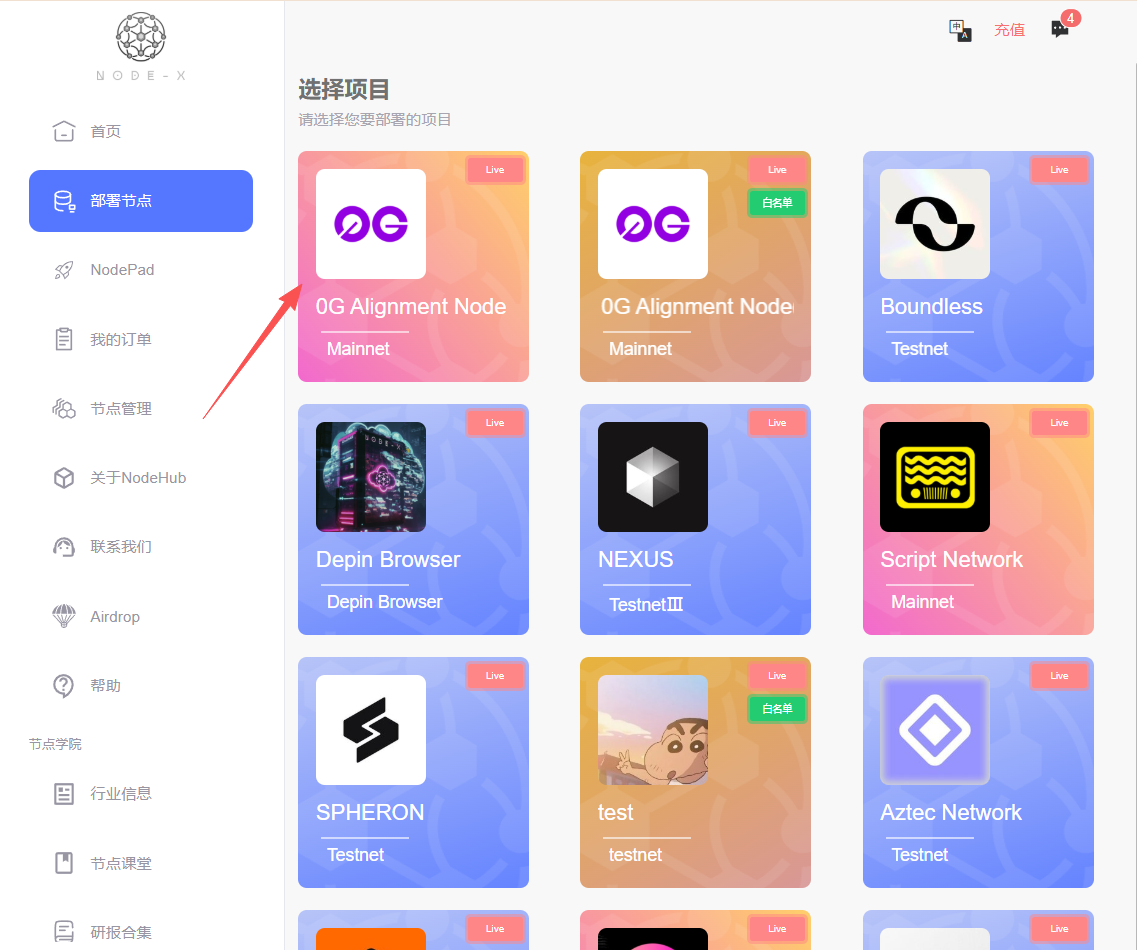 中
A
充值
4
NODE-X
首页
部署节点
NodePad
我的订单
节点管理
关于NodeHub
联系我们
Airdrop
帮助
节点学院
行业信息
节点课堂
研报合集
选择项目
请选择您要部署的项目
Live
0G
0G Alignment Node
Mainnet
Live
白名单
0G
0G Alignment Node
Mainnet
Live
Boundless
Testnet
Live
NODE-X
Depin Browser
Depin Browser
Live
NEXUS
TestnetⅢ
Live
Script Network
Mainnet
Live
SPHERON
Testnet
Live
白名单
test
testnet
Live
Aztec Network
Testnet
Live
Live
Live